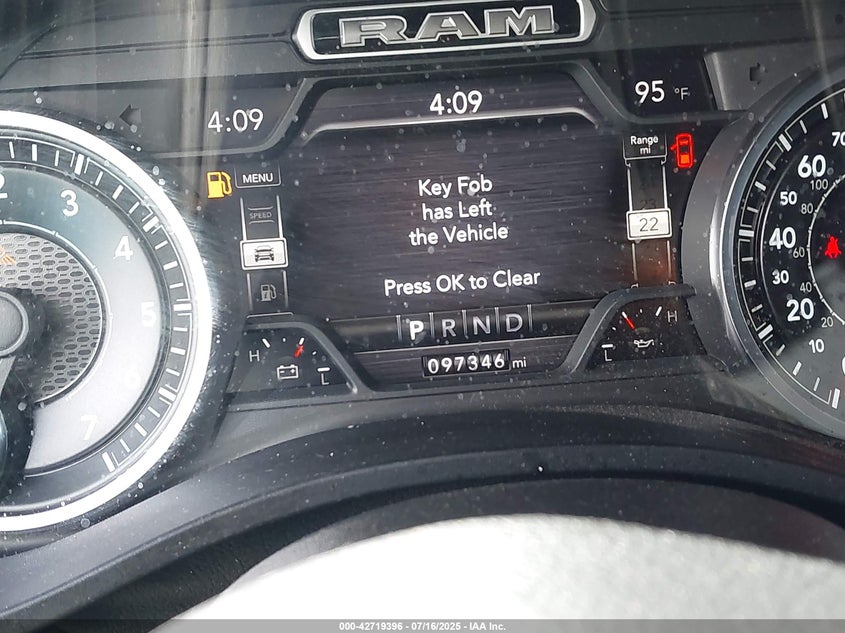 RAM
4:09
4:09
95 °F
MENU
SPEED
Key Fob
has Left
the Vehicle
Press OK to Clear
Range
mi
22
P R N D
097346 mi
H
L
H
L
2
3
4
5
7
70
60
50
40
30
20
10
0
100
80
60
40
20
000-42719396 - 07/16/2025 - IAA Inc.